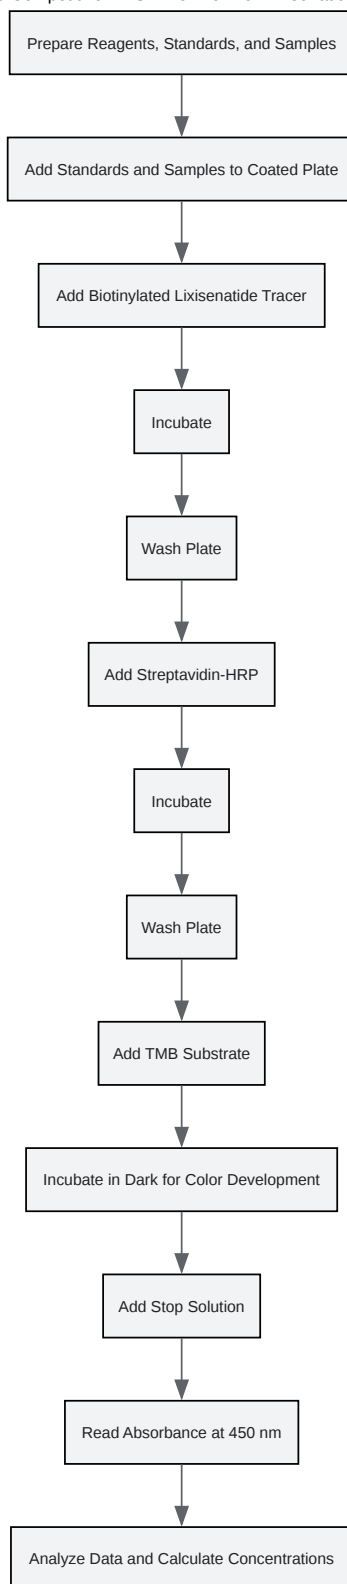 Prepare Reagents, Standards, and Samples
Add Standards and Samples to Coated Plate
Add Biotinylated Lixisenatide Tracer
Incubate
Wash Plate
Add Streptavidin-HRP
Incubate
Wash Plate
Add TMB Substrate
Incubate in Dark for Color Development
Add Stop Solution
Read Absorbance at 450 nm
Analyze Data and Calculate Concentrations